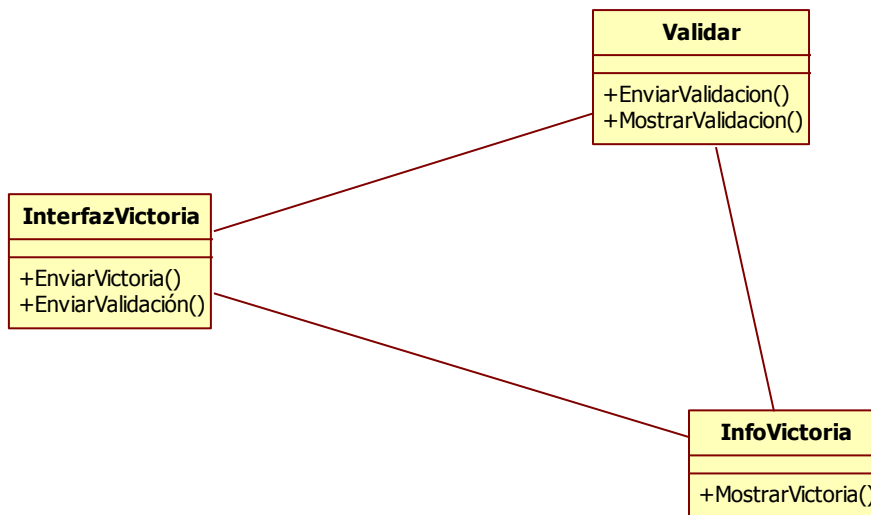 Validar
+EnviarValidacion()
+MostrarValidacion()
InterfazVictoria
+EnviarVictoria()
+EnviarValidación()
InfoVictoria
+MostrarVictoria()